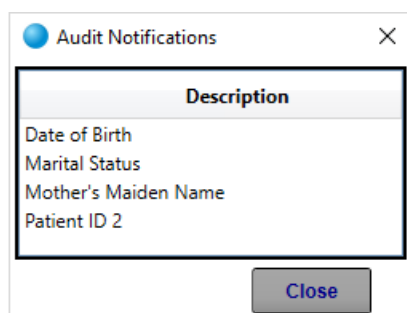 Audit Notifications
Description
Date of Birth
Marital Status
Mother's Maiden Name
Patient ID 2
Close